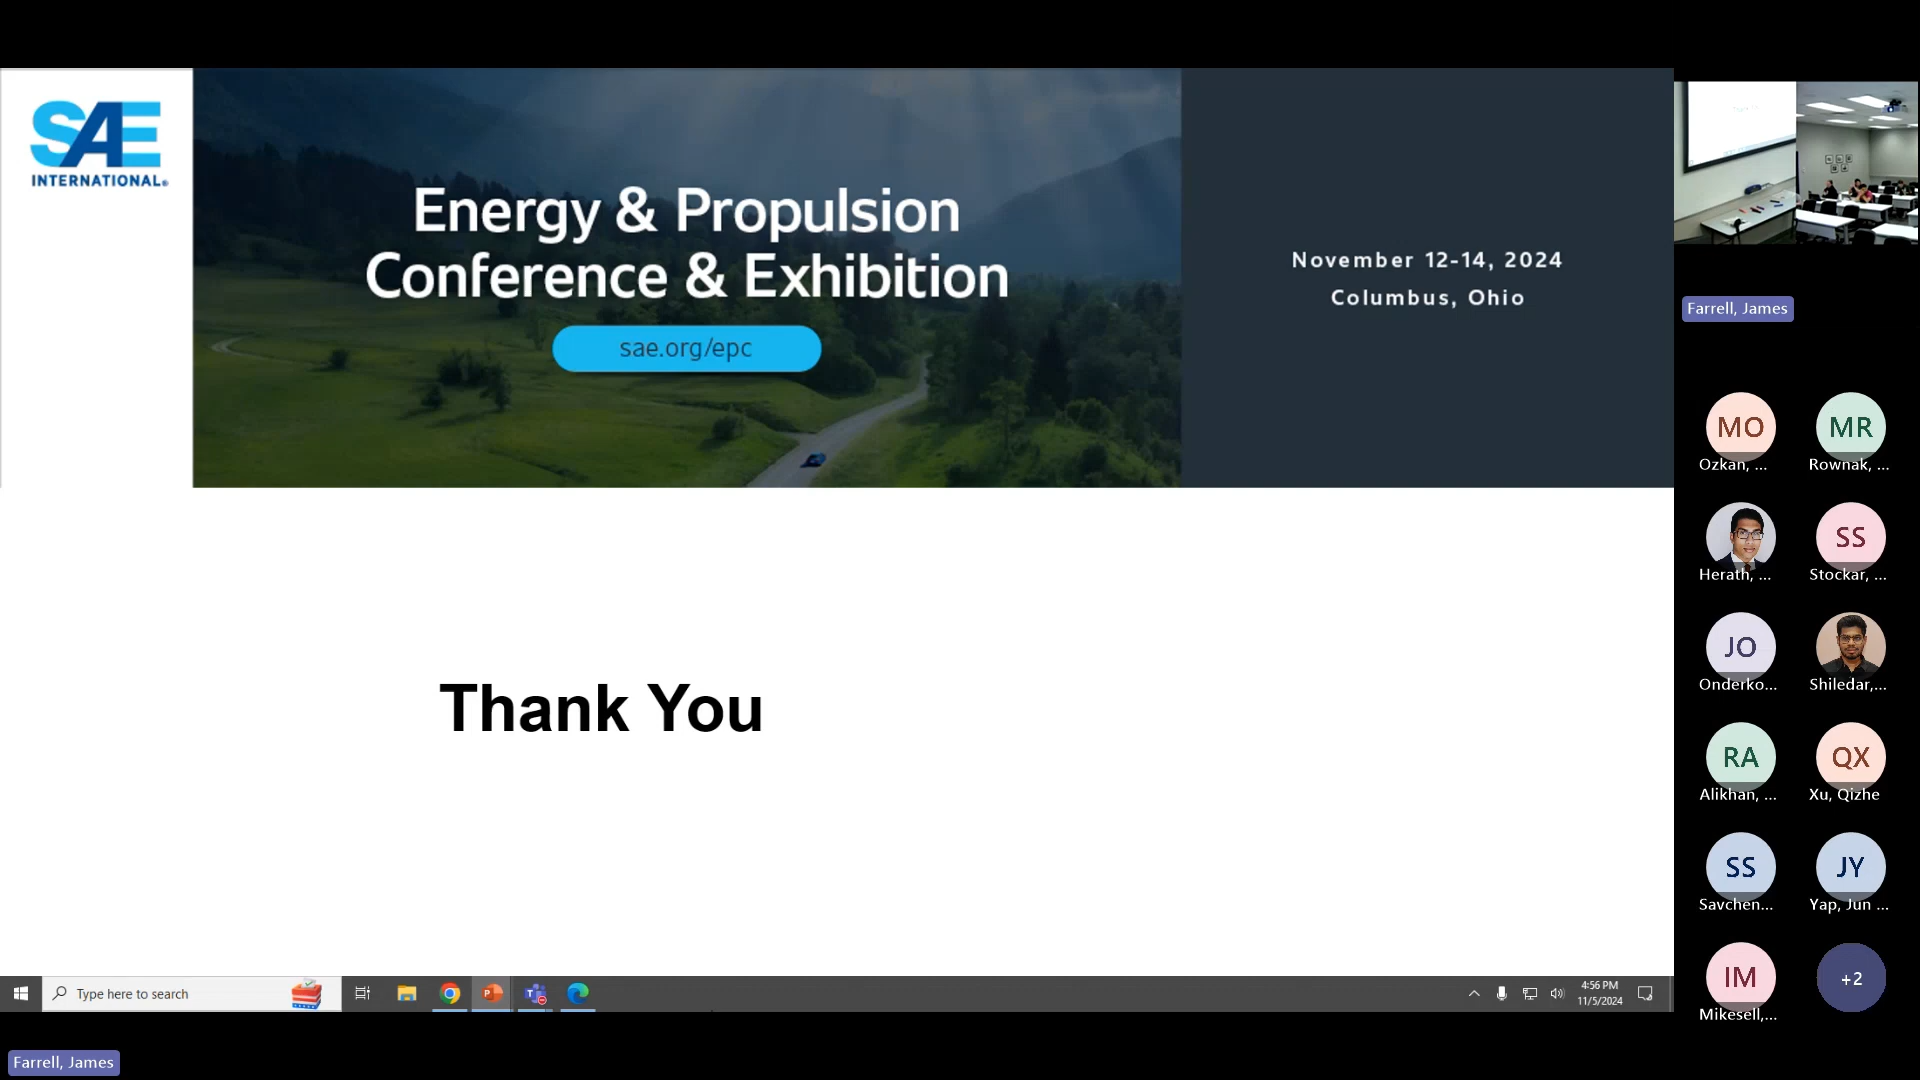 SAE
INTERNATIONAL®
Energy & Propulsion
Conference & Exhibition
sae.org/epc
November 12-14, 2024
Columbus, Ohio
Thank You
Farrell, James
MO
Ozkan, ...
MR
Rownak, ...
Herath, ...
SS
Stockar, ...
JO
Onderko...
Shiledar,...
RA
Alikhan, ...
QX
Xu, Qizhe
SS
Savchen...
JY
Yap, Jun ...
IM
Mikesell,...
+2
Type here to search
4:56 PM
11/5/2024
Farrell, James